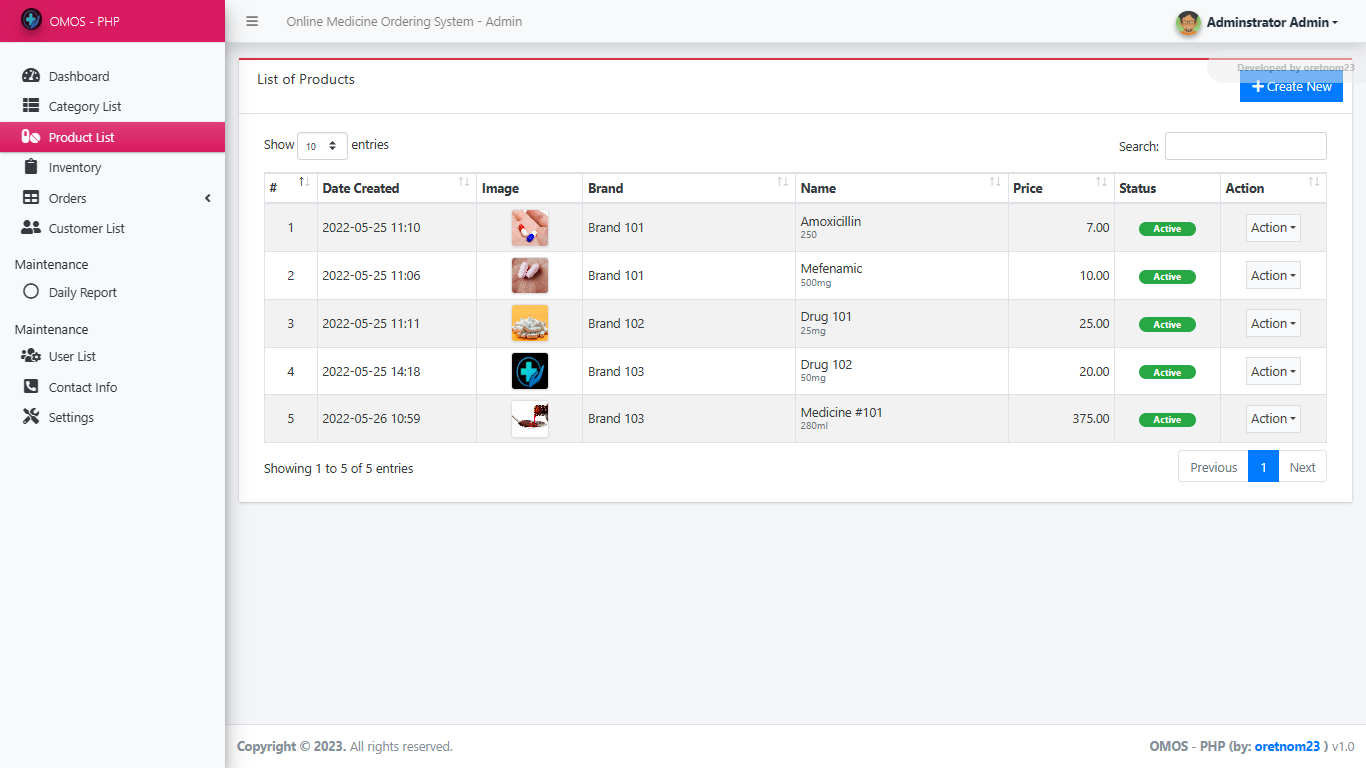 OMOS - PHP
Online Medicine Ordering System - Admin
Adminstrator Admin
Dashboard
Category List
Product List
Inventory
Orders
Customer List
Maintenance
Daily Report
Maintenance
User List
Contact Info
Settings
List of Products
Developed by oretnom23
Create New
Show 10 entries
Search:
# Date Created Image Brand Name Price Status Action
1 2022-05-25 11:10 Brand 101 Amoxicillin 7.00 Active Action
250
2 2022-05-25 11:06 Brand 101 Mefenamic 10.00 Active Action
500mg
3 2022-05-25 11:11 Brand 102 Drug 101 25.00 Active Action
25mg
4 2022-05-25 14:18 Brand 103 Drug 102 20.00 Active Action
50mg
5 2022-05-26 10:59 Brand 103 Medicine #101 375.00 Active Action
280ml
Showing 1 to 5 of 5 entries
Previous 1 Next
Copyright © 2023. All rights reserved.
OMOS - PHP (by: oretnom23 ) v1.0